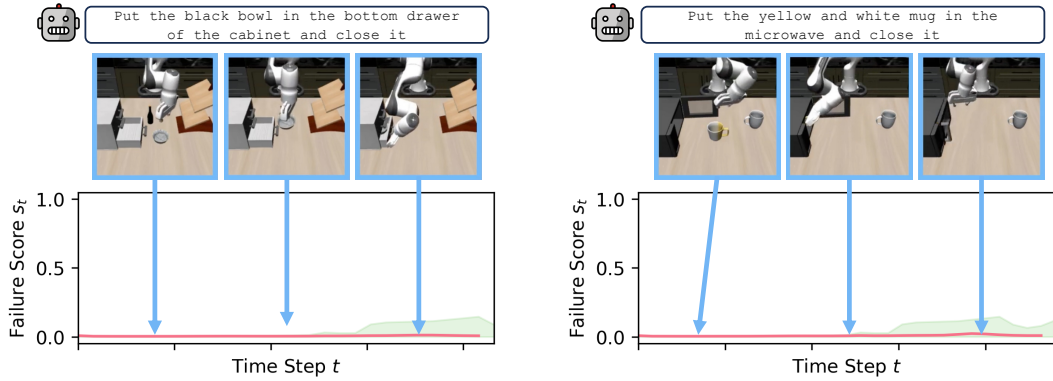 Put the black bowl in the bottom drawer
of the cabinet and close it
Failure Score s_t
1.0
0.5
0.0
Time Step t
Put the yellow and white mug in the
microwave and close it
Failure Score s_t
1.0
0.5
0.0
Time Step t